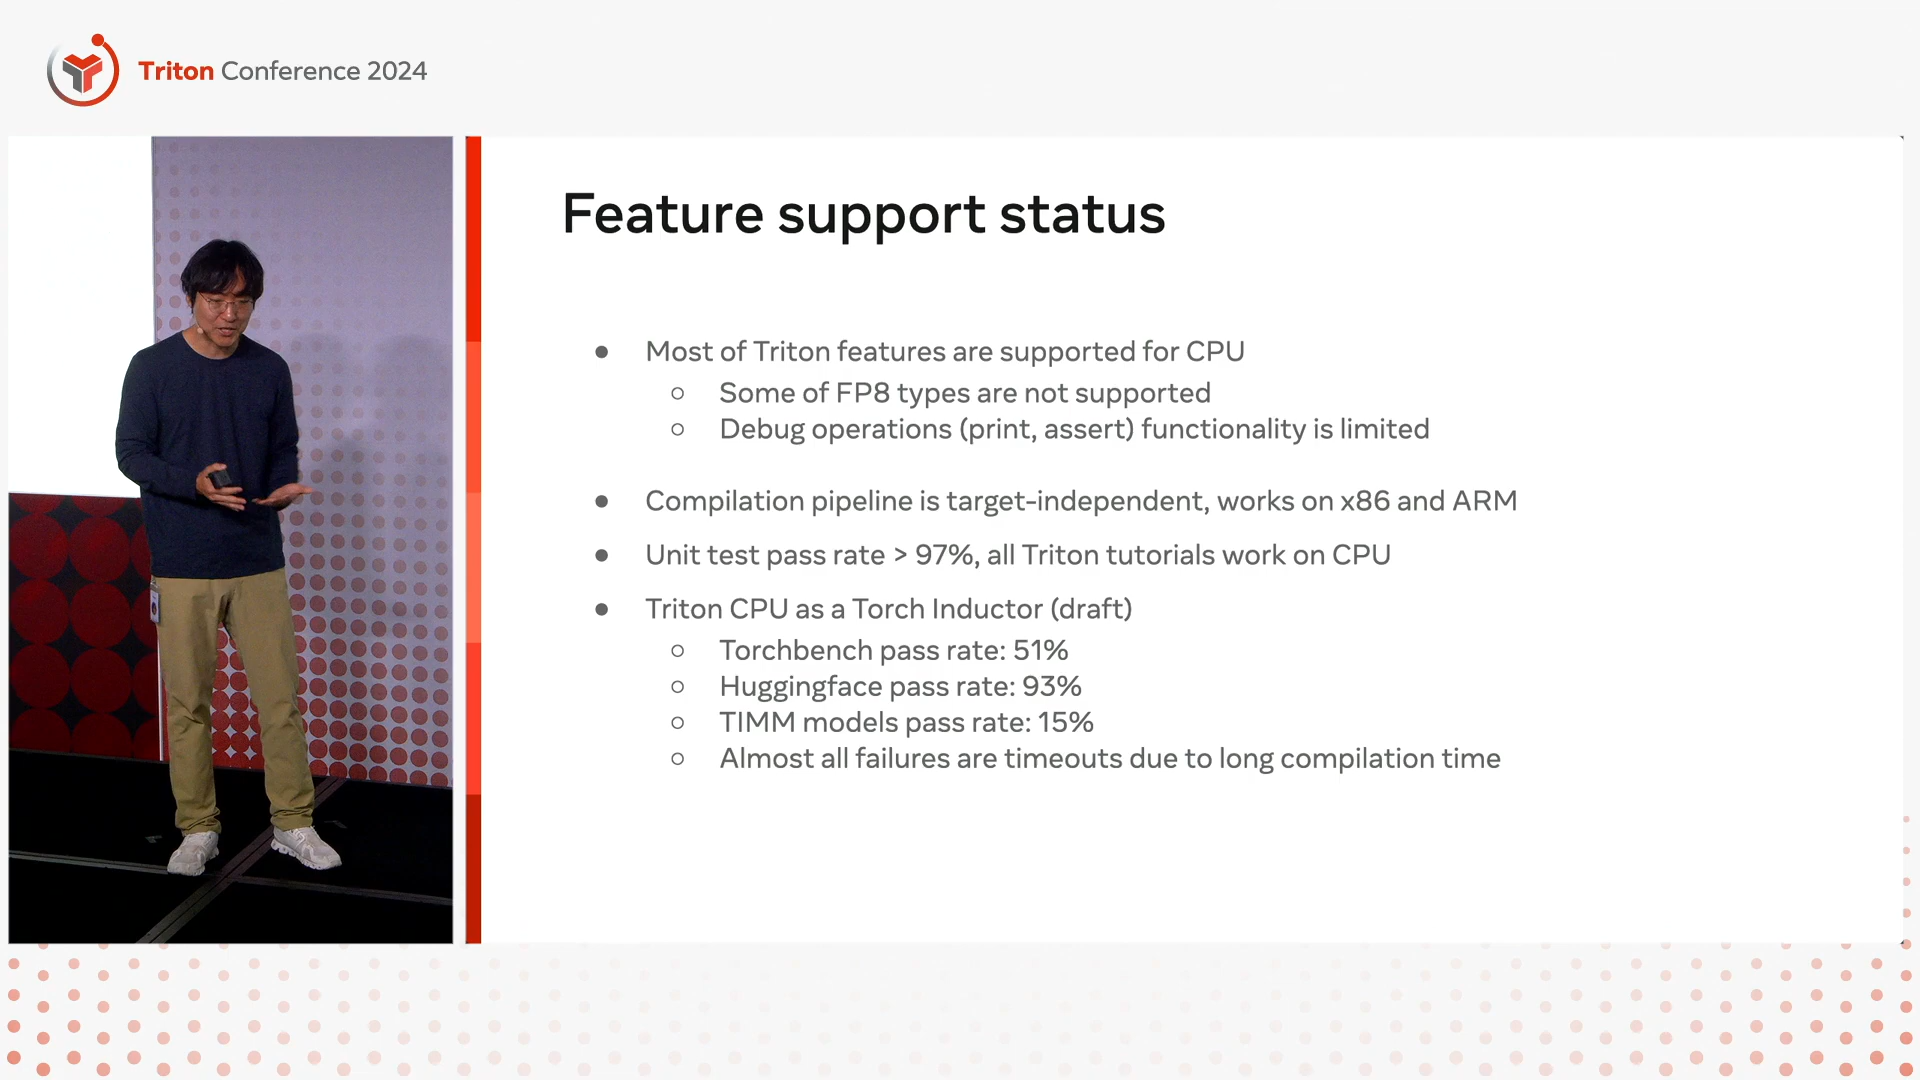 Triton Conference 2024
Feature support status
● Most of Triton features are supported for CPU
○ Some of FP8 types are not supported
○ Debug operations (print, assert) functionality is limited
● Compilation pipeline is target-independent, works on x86 and ARM
● Unit test pass rate > 97%, all Triton tutorials work on CPU
● Triton CPU as a Torch Inductor (draft)
○ Torchbench pass rate: 51%
○ Huggingface pass rate: 93%
○ TIMM models pass rate: 15%
○ Almost all failures are timeouts due to long compilation time